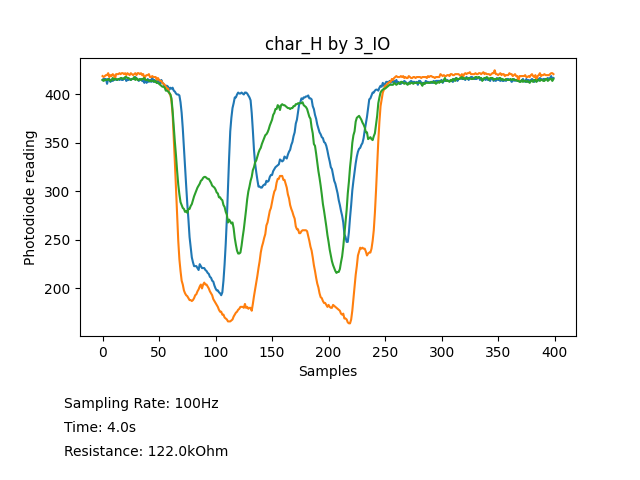 char_H by 3_IO
400
350
300
250
200
Photodiode reading
0 50 100 150 200 250 300 350 400
Samples
Sampling Rate: 100Hz
Time: 4.0s
Resistance: 122.0kOhm